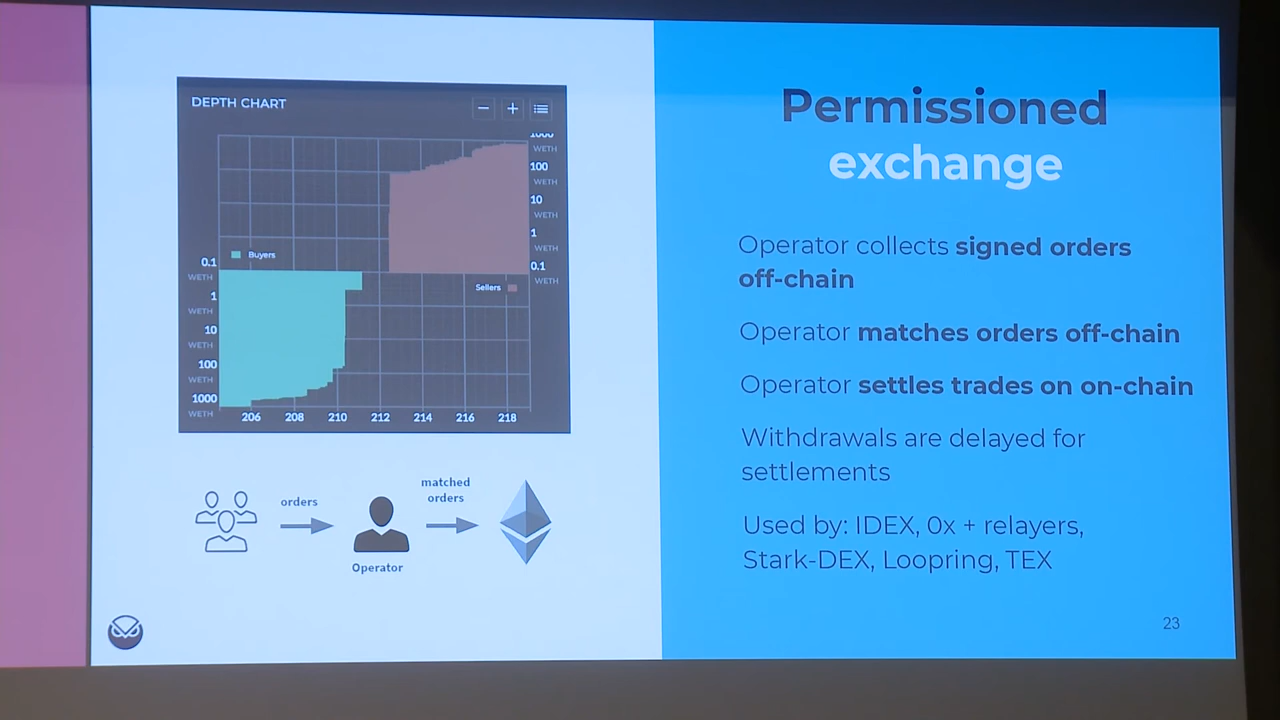 DEPTH CHART
1000
WETH
100
WETH
10
WETH
1
WETH
0.1
WETH
Buyers
Sellers
0.1
WETH
1
WETH
10
WETH
100
WETH
1000
WETH
206 208 210 212 214 216 218
orders
matched
orders
Operator
Permissioned
exchange
Operator collects signed orders
off-chain
Operator matches orders off-chain
Operator settles trades on on-chain
Withdrawals are delayed for
settlements
Used by: IDEX, 0x + relayers,
Stark-DEX, Loopring, TEX
23